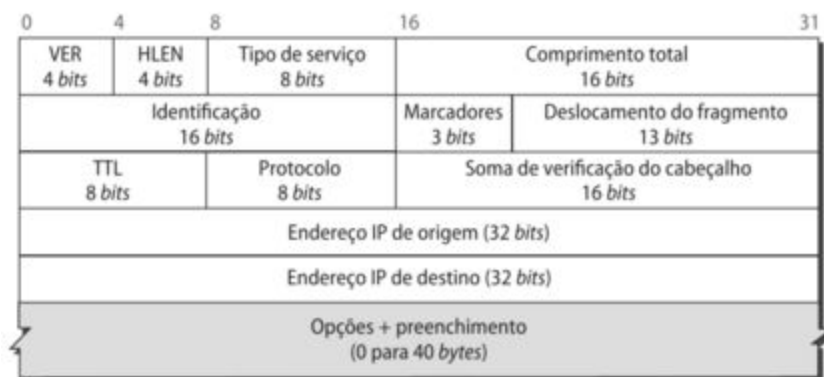 0 4 8 16 31
VER HLEN Tipo de serviço Comprimento total
4 bits 4 bits 8 bits 16 bits
Identificação Marcadores Deslocamento do fragmento
16 bits 3 bits 13 bits
TTL Protocolo Soma de verificação do cabeçalho
8 bits 8 bits 16 bits
Endereço IP de origem (32 bits)
Endereço IP de destino (32 bits)
Opções + preenchimento
(0 para 40 bytes)